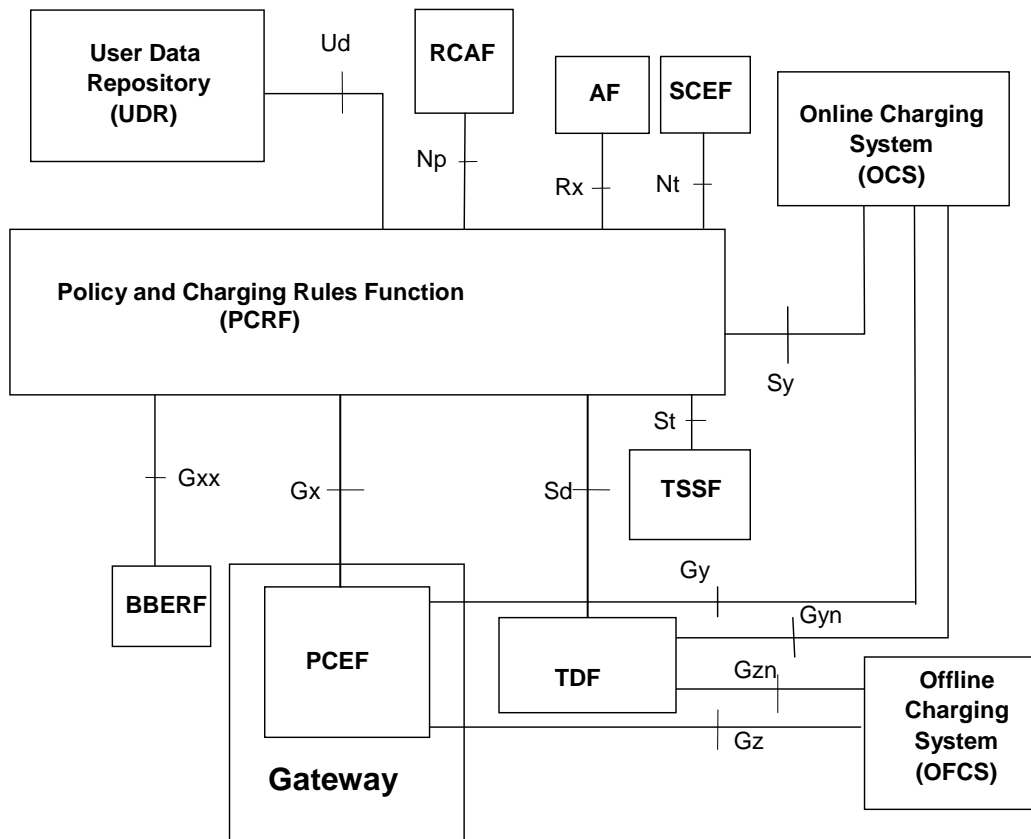 User Data
Repository
(UDR)
Ud
RCAF
AF
SCEF
Online Charging
System
(OCS)
Np
Rx
Nt
Policy and Charging Rules Function
(PCRF)
Sy
St
Gxx
Gx
Sd
TSSF
Gy
BBERF
Gyn
PCEF
TDF
Gzn
Offline
Charging
System
(OFCS)
Gz
Gateway